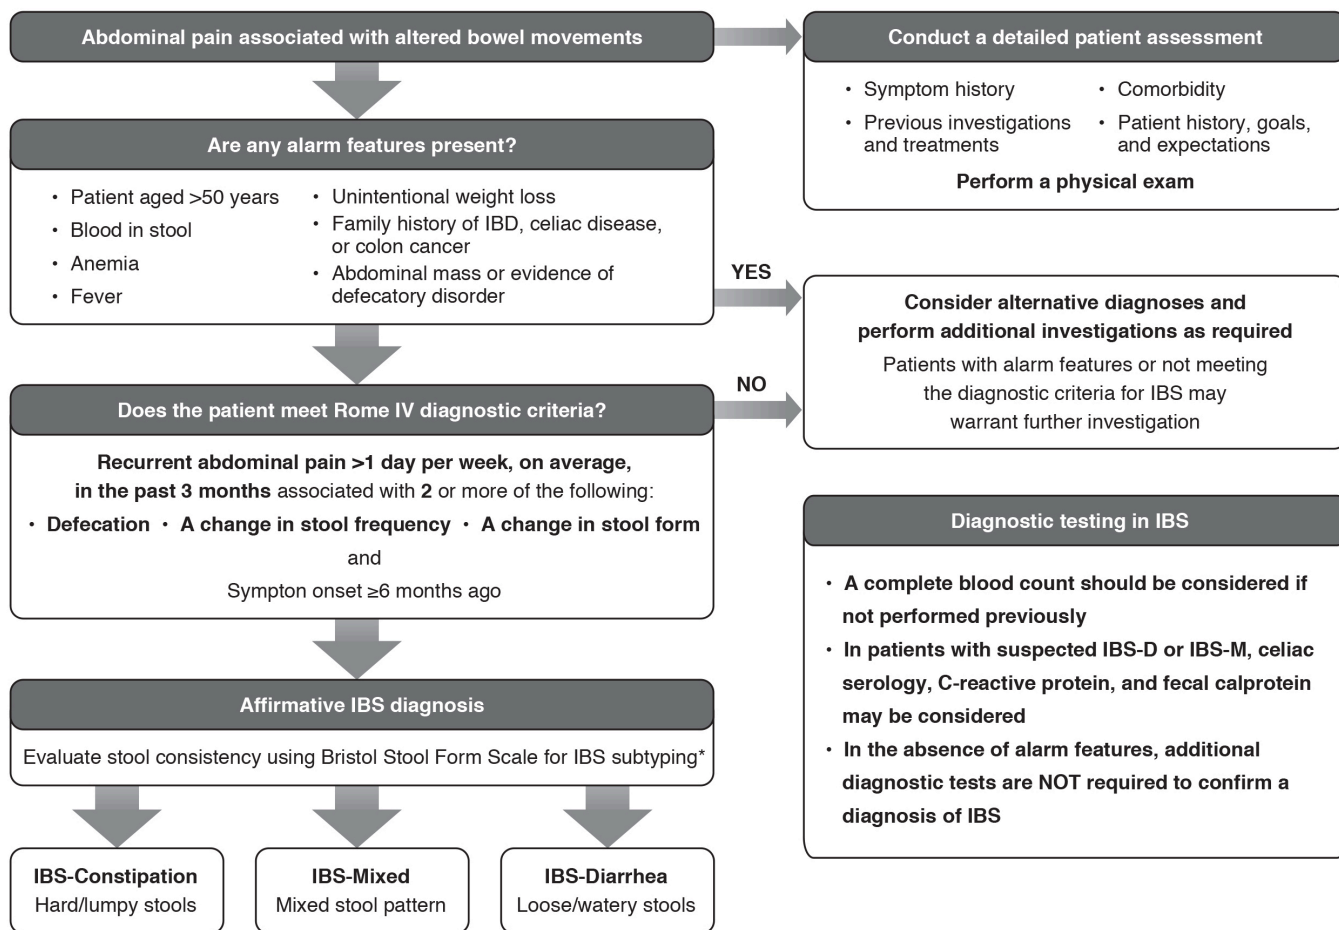 Abdominal pain associated with altered bowel movements
Conduct a detailed patient assessment
• Symptom history
• Previous investigations
and treatments
• Comorbidity
• Patient history, goals,
and expectations
Perform a physical exam
Are any alarm features present?
• Patient aged >50 years
• Blood in stool
• Anemia
• Fever
• Unintentional weight loss
• Family history of IBD, celiac disease,
or colon cancer
• Abdominal mass or evidence of
defecatory disorder
YES
Consider alternative diagnoses and
perform additional investigations as required
Patients with alarm features or not meeting
the diagnostic criteria for IBS may
warrant further investigation
NO
Does the patient meet Rome IV diagnostic criteria?
Recurrent abdominal pain >1 day per week, on average,
in the past 3 months associated with 2 or more of the following:
• Defecation • A change in stool frequency • A change in stool form
and
Sympton onset ≥6 months ago
Diagnostic testing in IBS
• A complete blood count should be considered if
not performed previously
• In patients with suspected IBS-D or IBS-M, celiac
serology, C-reactive protein, and fecal calprotein
may be considered
• In the absence of alarm features, additional
diagnostic tests are NOT required to confirm a
diagnosis of IBS
Affirmative IBS diagnosis
Evaluate stool consistency using Bristol Stool Form Scale for IBS subtyping*
IBS-Constipation
Hard/lumpy stools
IBS-Mixed
Mixed stool pattern
IBS-Diarrhea
Loose/watery stools